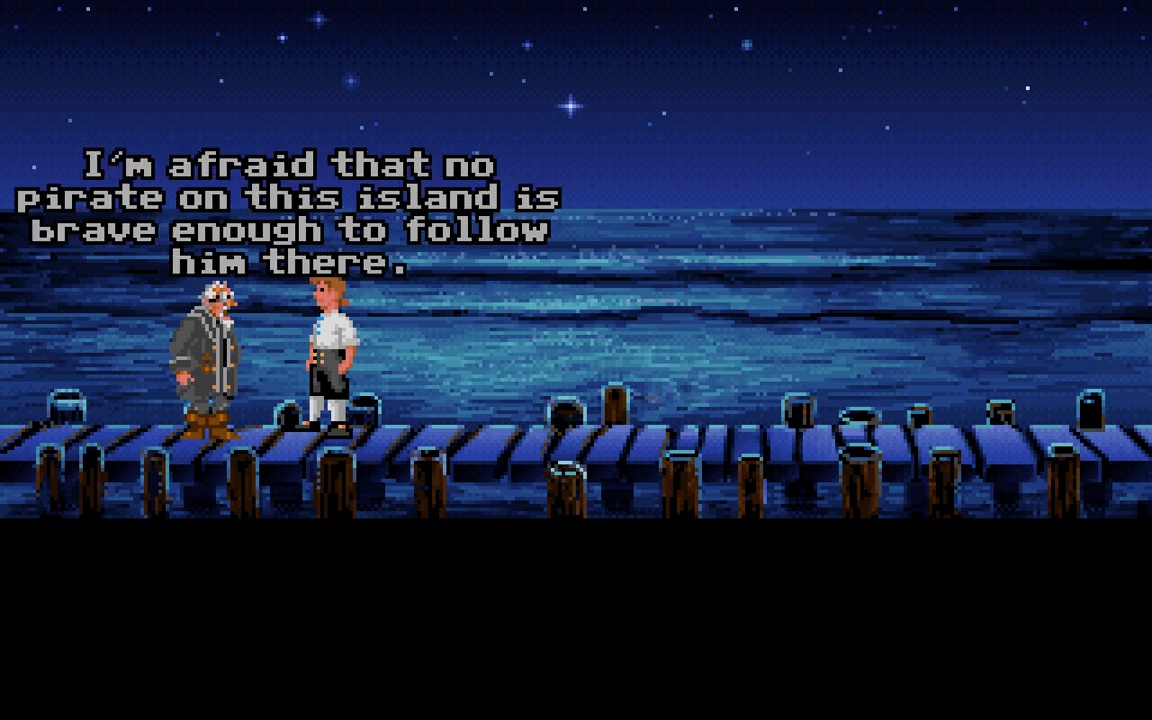 I'm afraid that no
pirate on this island is
brave enough to follow
him there.